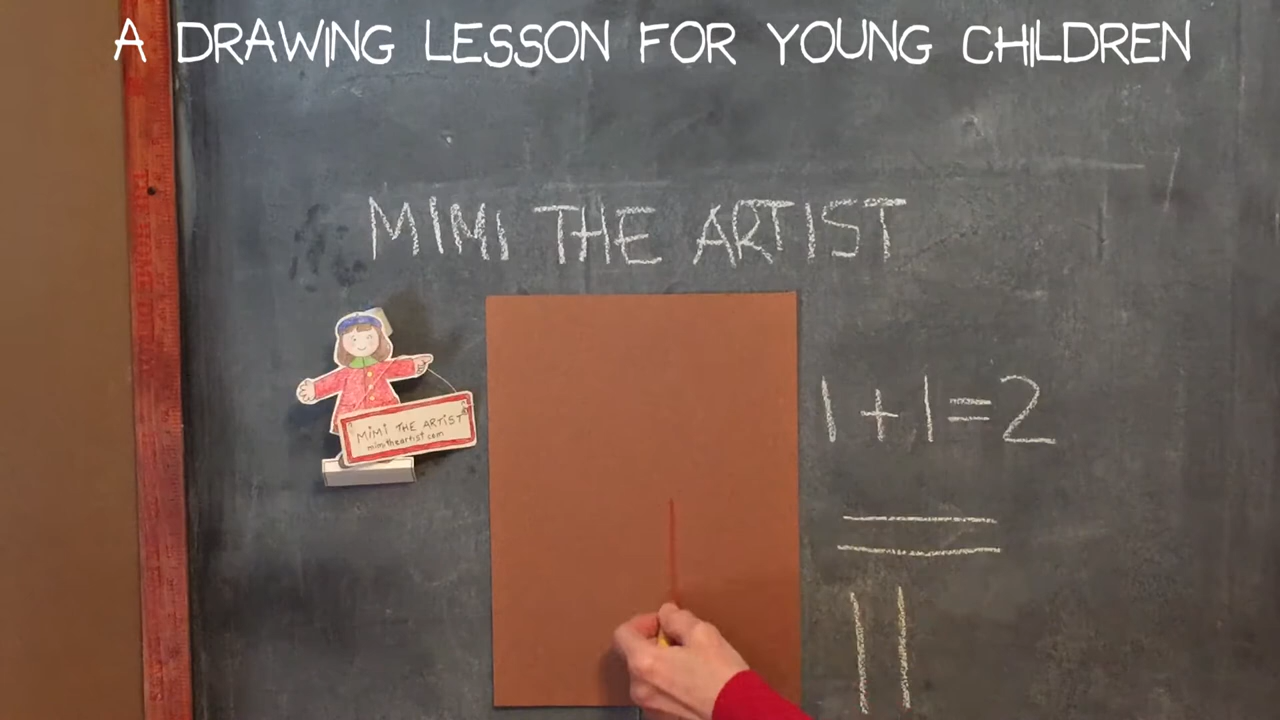 A DRAWING LESSON FOR YOUNG CHILDREN
MIMI THE ARTIST
MIMI THE ARTIST
mimitheartist.com
1+1=2